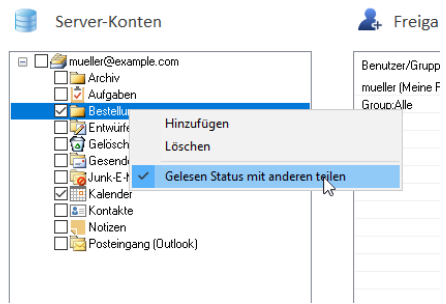 Server-Konten
Freiga
mueller@example.com
Benutzer/Grupp
Archiv
mueller (Meine F
Aufgaben
Group:Alle
Bestellu
Hinzufügen
Entwürfe
Löschen
Gelösch
Gesende
Gelesen Status mit anderen teilen
Junk-E-M
Kalender
Kontakte
Notizen
Posteingang (Outlook)